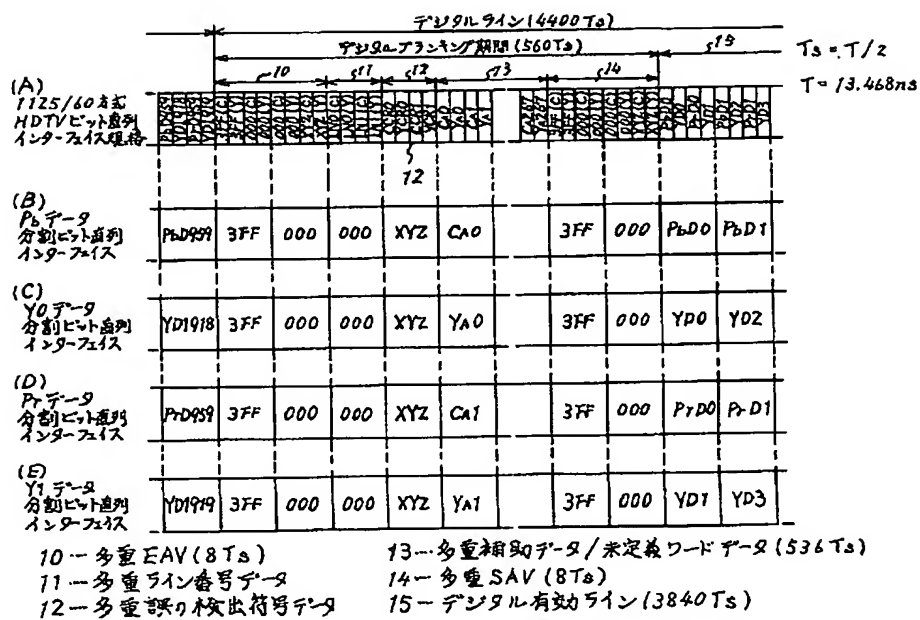 デジタルライン(4400Ts)
デジタルブランキング期間(560Ts)
15
Ts = T/2
10
11
12
13
14
T = 13.468ns
(A)
1125/60方式
HDTVビット直列
インターフェイス規格
12
(B)
Pbデータ
分割ビット直列
インターフェイス
PbD959 3FF 000 000 XYZ CA0 3FF 000 PbD0 PbD1
(C)
Y0データ
分割ビット直列
インターフェイス
YD1918 3FF 000 000 XYZ YA0 3FF 000 YD0 YD2
(D)
Prデータ
分割ビット直列
インターフェイス
PrD959 3FF 000 000 XYZ CA1 3FF 000 PrD0 PrD1
(E)
Y1データ
分割ビット直列
インターフェイス
YD1919 3FF 000 000 XYZ YA1 3FF 000 YD1 YD3
10…多重EAV(8Ts)
11…多重ライン番号データ
12…多重誤り検出符号データ
13…多重補助データ/未定義ワードデータ(536Ts)
14…多重SAV(8Ts)
15…デジタル有効ライン(3840Ts)